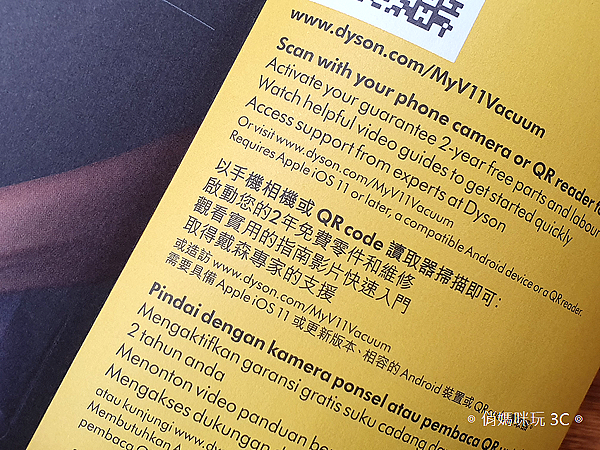 www.dyson.com/MyV11Vacuum
Scan with your phone camera or QR reader to
Activate your guarantee 2-year free parts and labour
Watch helpful video guides to get started quickly
Access support from experts at Dyson
Or visit www.dyson.com/MyV11Vacuum
Requires Apple iOS 11 or later, a compatible Android device or a QR reader.
以手機相機或 QR code 讀取器掃描即可:
啟動您的2年免費零件和維修
觀看實用的指南影片快速入門
取得戴森專家的支援
或造訪 www.dyson.com/MyV11Vacuum
需要具備 Apple iOS 11 或更新版本、相容的 Android 裝置或 QR
Pindai dengan kamera ponsel atau pembaca QR
Mengaktifkan garansi gratis suku cadang dan
2 tahun anda
Menonton video panduan
Mengakses dukungan
atau kunjungi www.dyson
Membutuhkan
pembaca
俏媽咪玩 3C